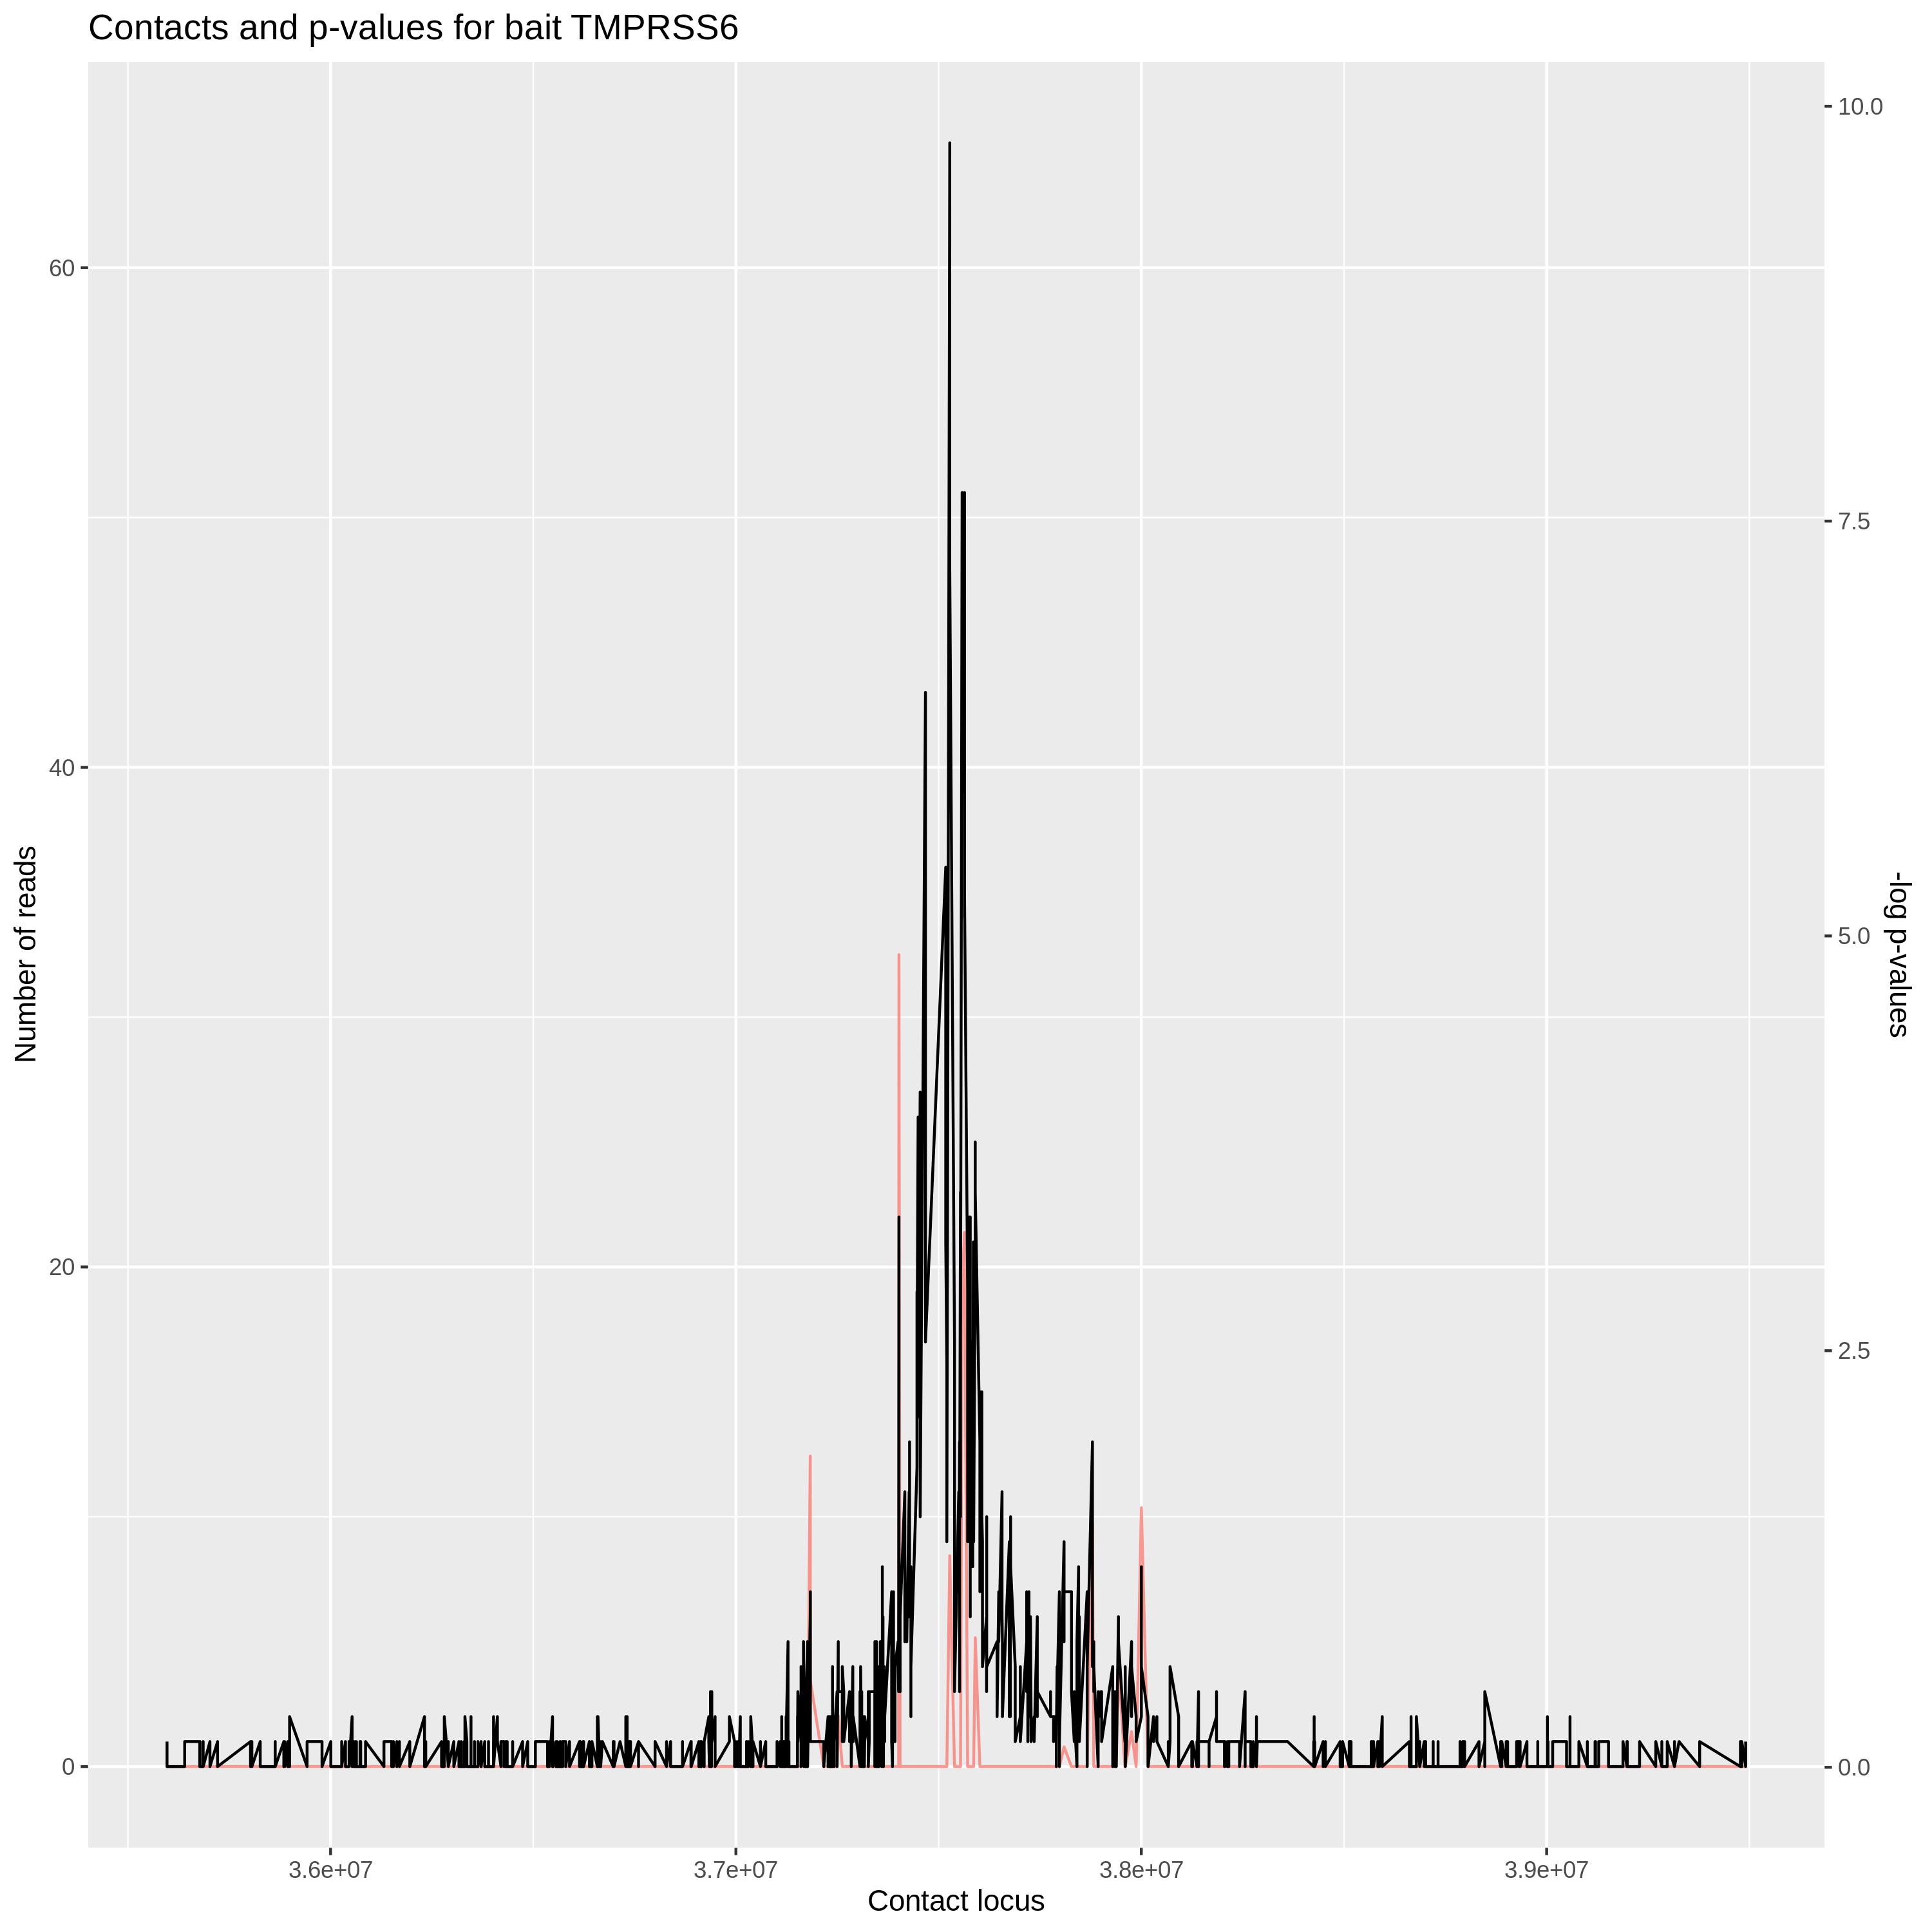 Contacts and p-values for bait TMPRSS6
Number of reads
60
40
20
0
10.0
7.5
5.0
2.5
0.0
-log p-values
3.6e+07 3.7e+07 3.8e+07 3.9e+07
Contact locus